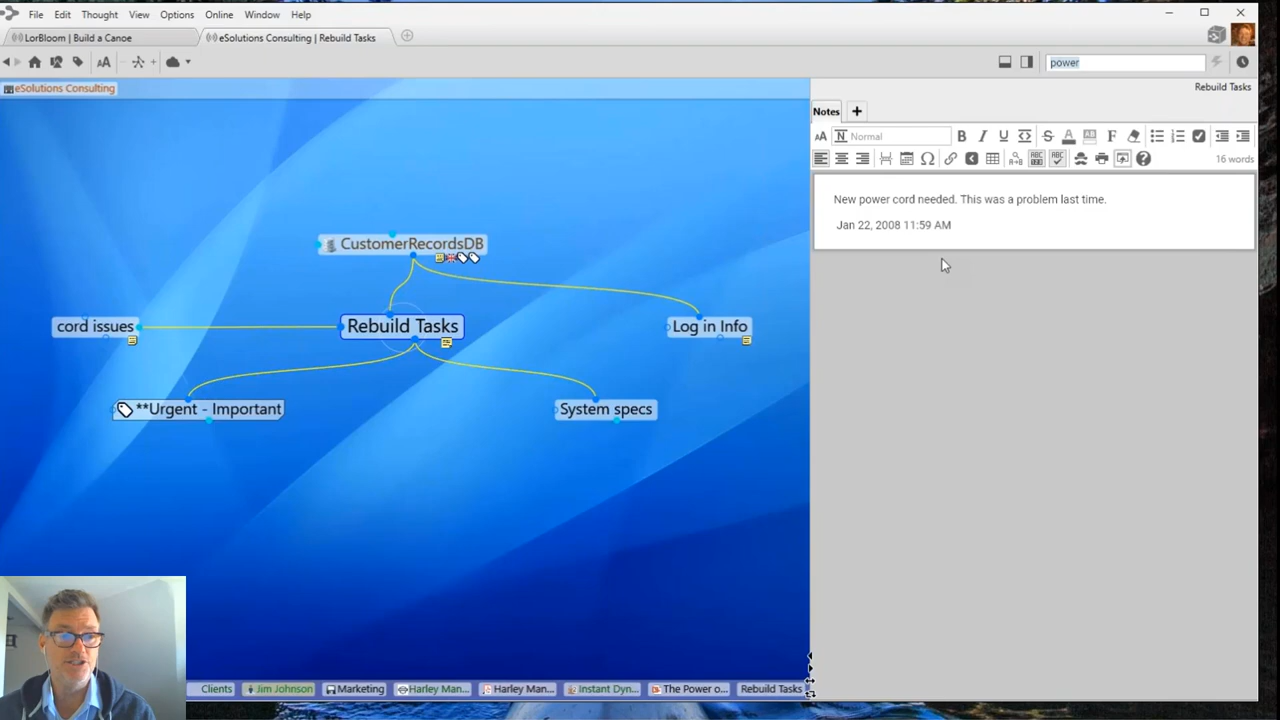 File Edit Thought View Options Online Window Help
LorBloom | Build a Canoe
eSolutions Consulting | Rebuild Tasks
power
eSolutions Consulting
Rebuild Tasks
Notes
Normal
16 words
New power cord needed. This was a problem last time.
Jan 22, 2008 11:59 AM
CustomerRecordsDB
cord issues
Rebuild Tasks
Log in Info
**Urgent - Important
System specs
Clients Jim Johnson Marketing Harley Man... Harley Man... Instant Dyn... The Power o... Rebuild Tasks